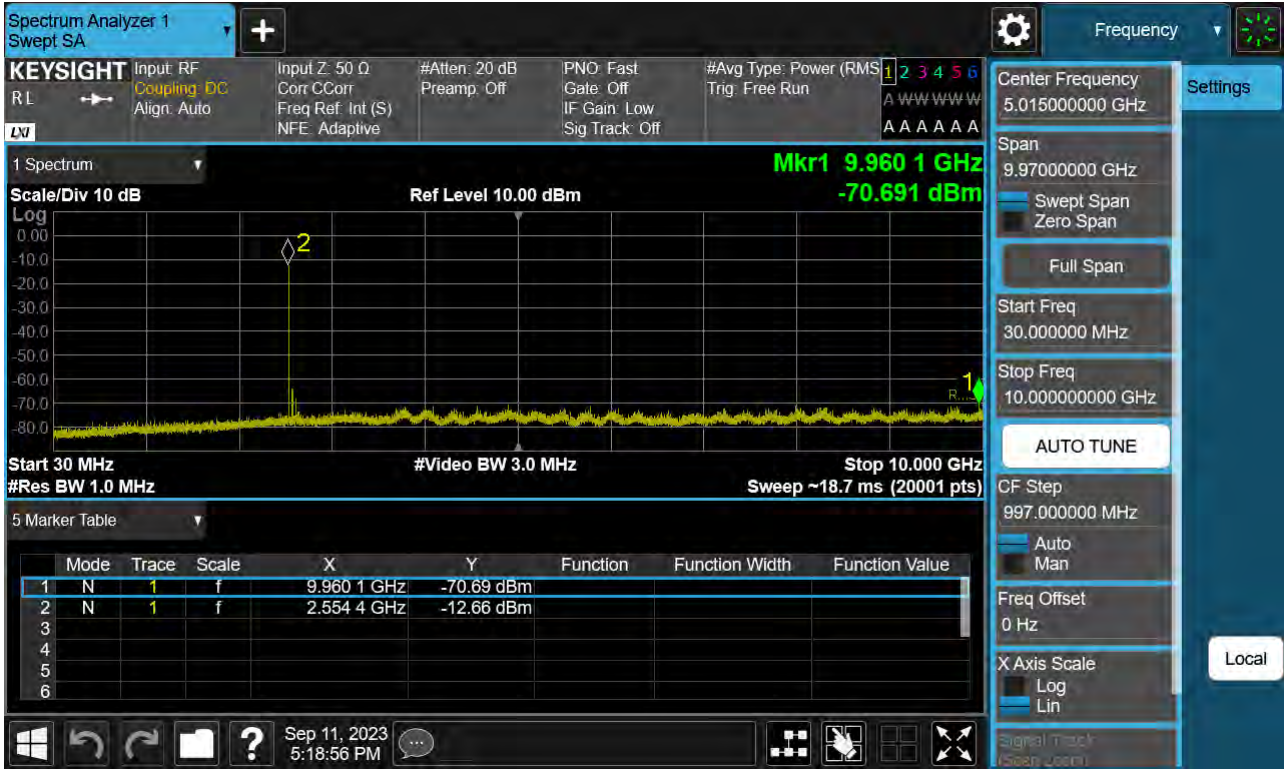 Spectrum Analyzer 1
Swept SA
+
Frequency
KEYSIGHT
RL
LXI
Input: RF
Coupling: DC
Align: Auto
Input Z: 50 Ω
Corr CCorr
Freq Ref: Int (S)
NFE: Adaptive
#Atten: 20 dB
Preamp: Off
PNO: Fast
Gate: Off
IF Gain: Low
Sig Track: Off
#Avg Type: Power (RMS
Trig: Free Run
1 2 3 4 5 6
A W W W W W
A A A A A A
1 Spectrum
Mkr1 9.960 1 GHz
Scale/Div 10 dB
Ref Level 10.00 dBm
-70.691 dBm
Log
0.00
-10.0
-20.0
-30.0
-40.0
-50.0
-60.0
-70.0
-80.0
2
1
Start 30 MHz
#Video BW 3.0 MHz
Stop 10.000 GHz
#Res BW 1.0 MHz
Sweep ~18.7 ms (20001 pts)
5 Marker Table
Mode Trace Scale X Y Function Function Width Function Value
1 N 1 f 9.960 1 GHz -70.69 dBm
2 N 1 f 2.554 4 GHz -12.66 dBm
3
4
5
6
Center Frequency
5.015000000 GHz
Span
9.97000000 GHz
Swept Span
Zero Span
Full Span
Start Freq
30.000000 MHz
Stop Freq
10.000000000 GHz
AUTO TUNE
CF Step
997.000000 MHz
Auto
Man
Freq Offset
0 Hz
X Axis Scale
Log
Lin
Signal Track
(Span Zoom)
Settings
Local
?
Sep 11, 2023
5:18:56 PM